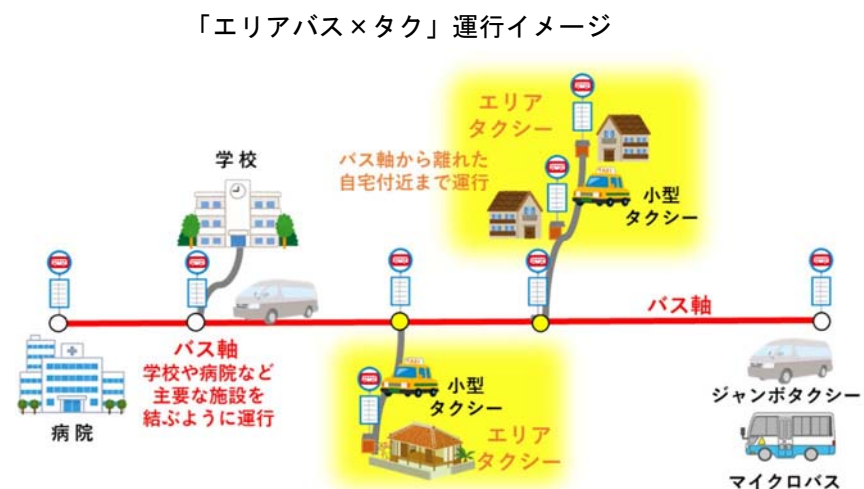 「エリアバス×タク」運行イメージ
エリア
タクシー
バス軸から離れた
自宅付近まで運行
小型
タクシー
学校
バス軸
バス軸
学校や病院など
主要な施設を
結ぶように運行
病院
小型
タクシー
エリア
タクシー
ジャンボタクシー
マイクロバス